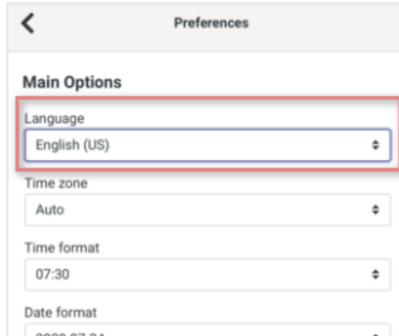 Preferences
Main Options
Language
English (US)
Time zone
Auto
Time format
07:30
Date format